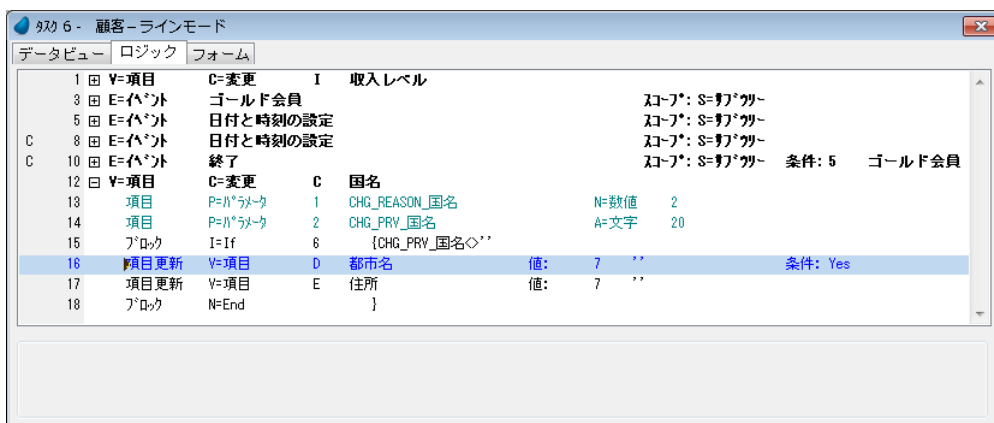 ﾀｽｸ 6 - 顧客－ラインモード
データビュー ロジック フォーム
1 V=項目 C=変更 I 収入レベル
3 E=ｲﾍﾞﾝﾄ ゴールド会員 ｽｺｰﾌﾟ: S=ｻﾌﾞﾂﾘｰ
5 E=ｲﾍﾞﾝﾄ 日付と時刻の設定 ｽｺｰﾌﾟ: S=ｻﾌﾞﾂﾘｰ
C 8 E=ｲﾍﾞﾝﾄ 日付と時刻の設定 ｽｺｰﾌﾟ: S=ｻﾌﾞﾂﾘｰ
C 10 E=ｲﾍﾞﾝﾄ 終了 ｽｺｰﾌﾟ: S=ｻﾌﾞﾂﾘｰ 条件: 5 ゴールド会員
12 V=項目 C=変更 C 国名
13 項目 P=ﾊﾟﾗﾒｰﾀ 1 CHG_REASON_国名 N=数値 2
14 項目 P=ﾊﾟﾗﾒｰﾀ 2 CHG_PRV_国名 A=文字 20
15 ﾌﾞﾛｯｸ I=If 6 {CHG_PRV_国名<>''
16 項目更新 V=項目 D 都市名 値: 7 '' 条件: Yes
17 項目更新 V=項目 E 住所 値: 7 ''
18 ﾌﾞﾛｯｸ N=End }